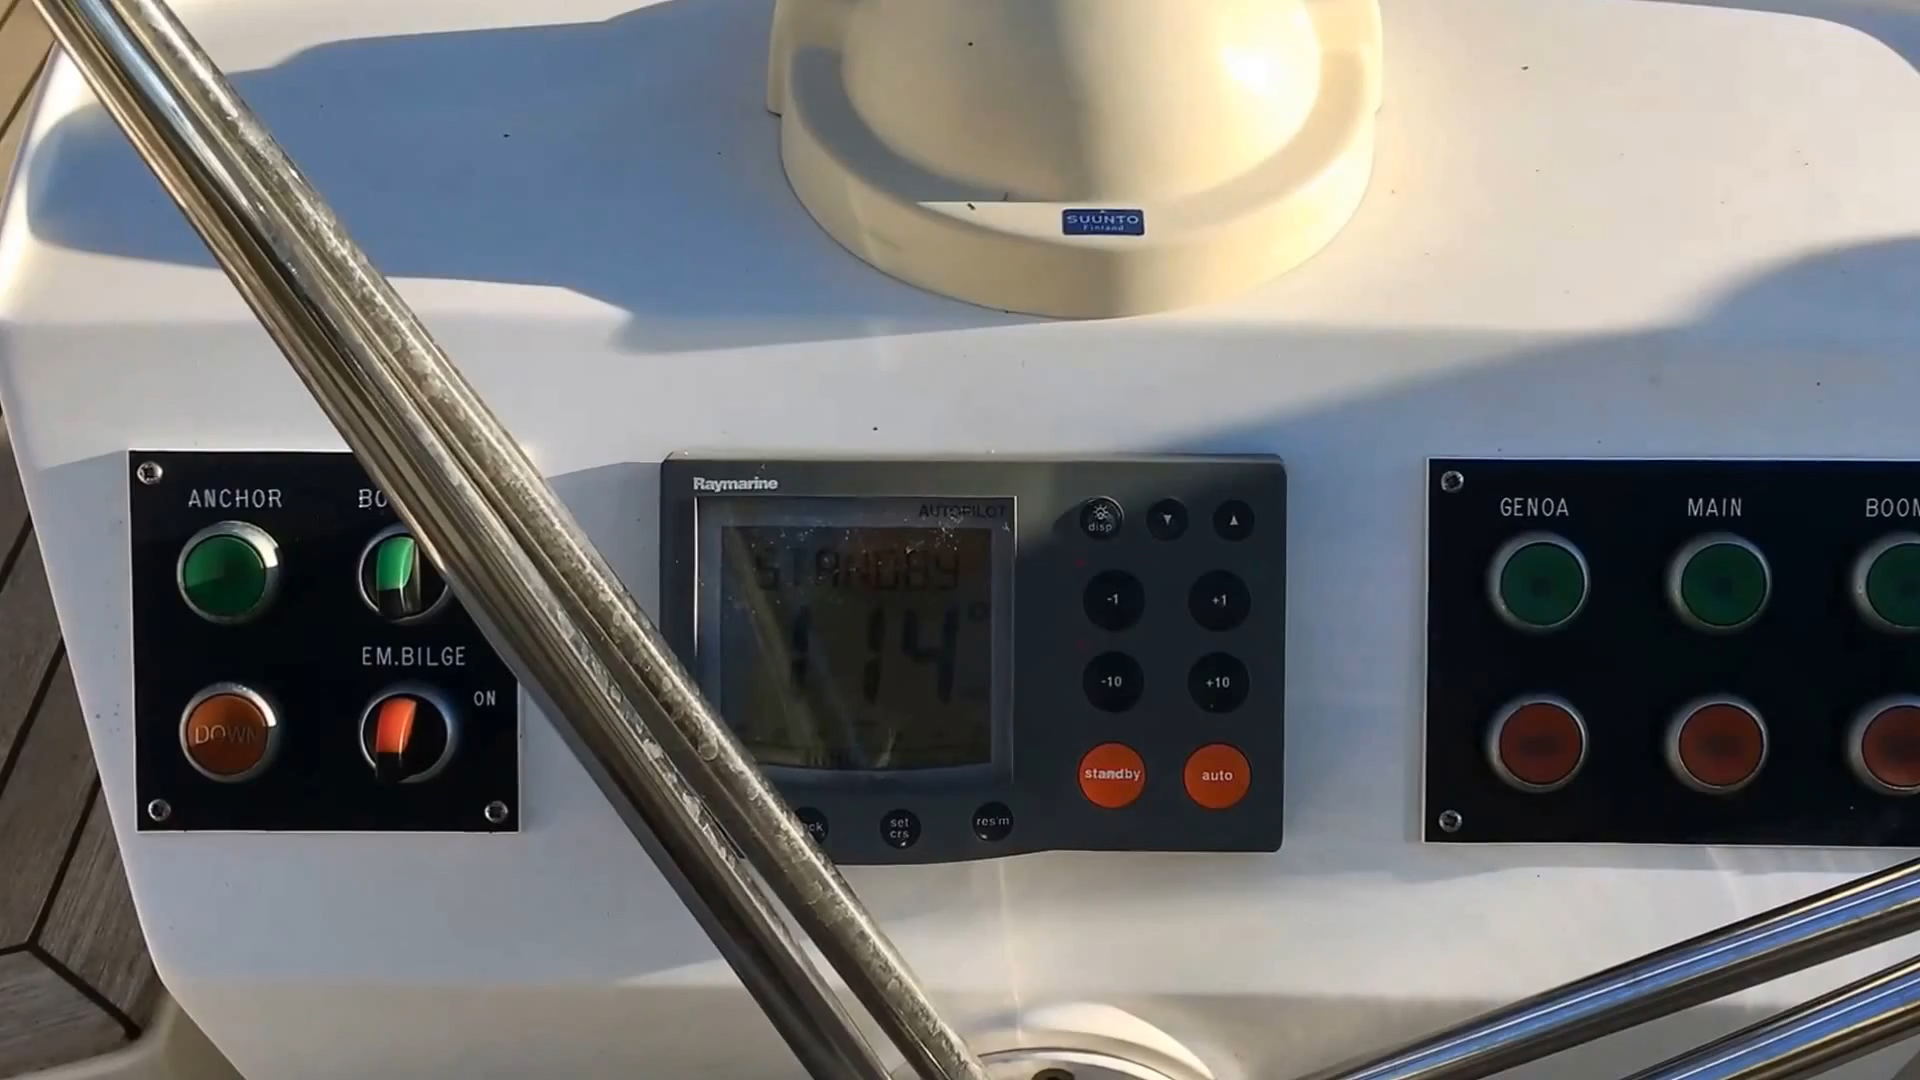 SUUNTO
Finland
ANCHOR
EM.BILGE
ON
DOWN
Raymarine
AUTOPILOT
STANDBY
114°
disp
-1
+1
-10
+10
standby
auto
set
crs
res'm
GENOA
MAIN
BOOM